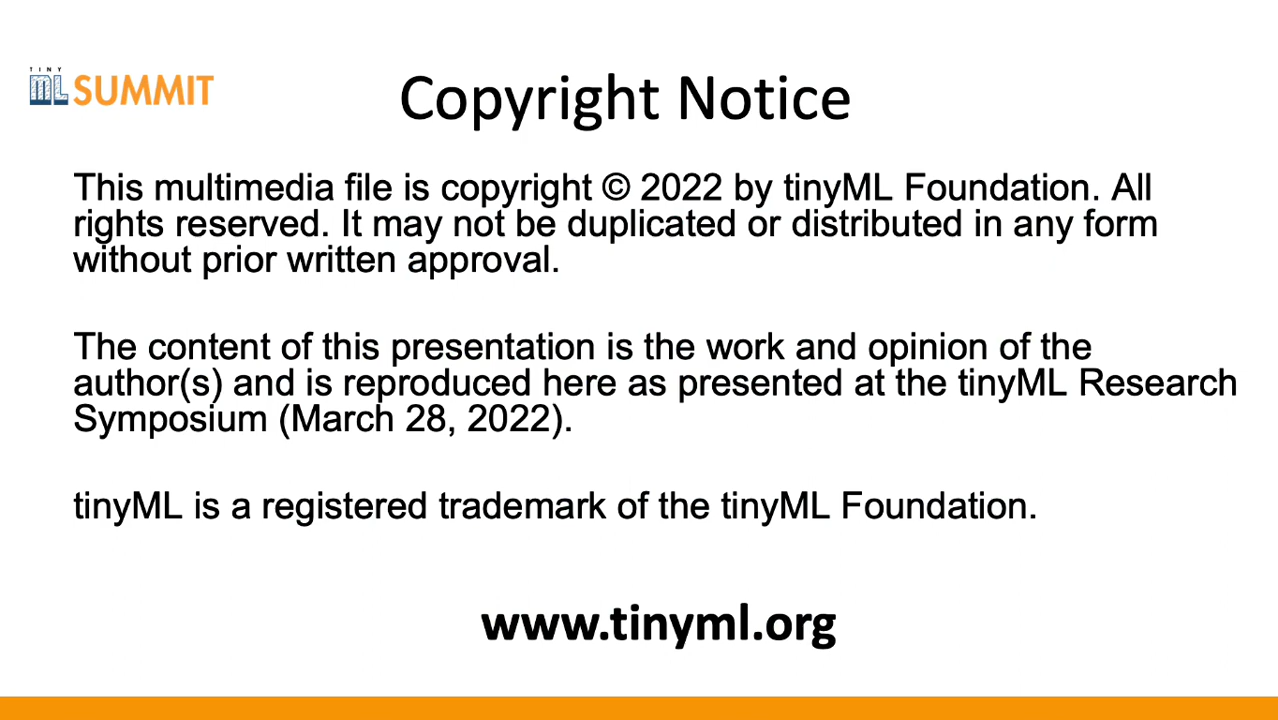 TINY
ML SUMMIT
Copyright Notice
This multimedia file is copyright © 2022 by tinyML Foundation. All
rights reserved. It may not be duplicated or distributed in any form
without prior written approval.
The content of this presentation is the work and opinion of the
author(s) and is reproduced here as presented at the tinyML Research
Symposium (March 28, 2022).
tinyML is a registered trademark of the tinyML Foundation.
www.tinyml.org